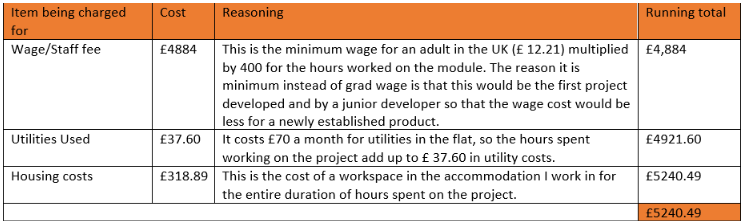 Item being charged for Cost Reasoning Running total
Wage/Staff fee £4884 This is the minimum wage for an adult in the UK (£ 12.21) multiplied £4,884
by 400 for the hours worked on the module. The reason it is
minimum instead of grad wage is that this would be the first project
developed and by a junior developer so that the wage cost would be
less for a newly established product.
Utilities Used £37.60 It costs £70 a month for utilities in the flat, so the hours spent £4921.60
working on the project add up to £ 37.60 in utility costs.
Housing costs £318.89 This is the cost of a workspace in the accommodation I work in for £5240.49
the entire duration of hours spent on the project.
£5240.49